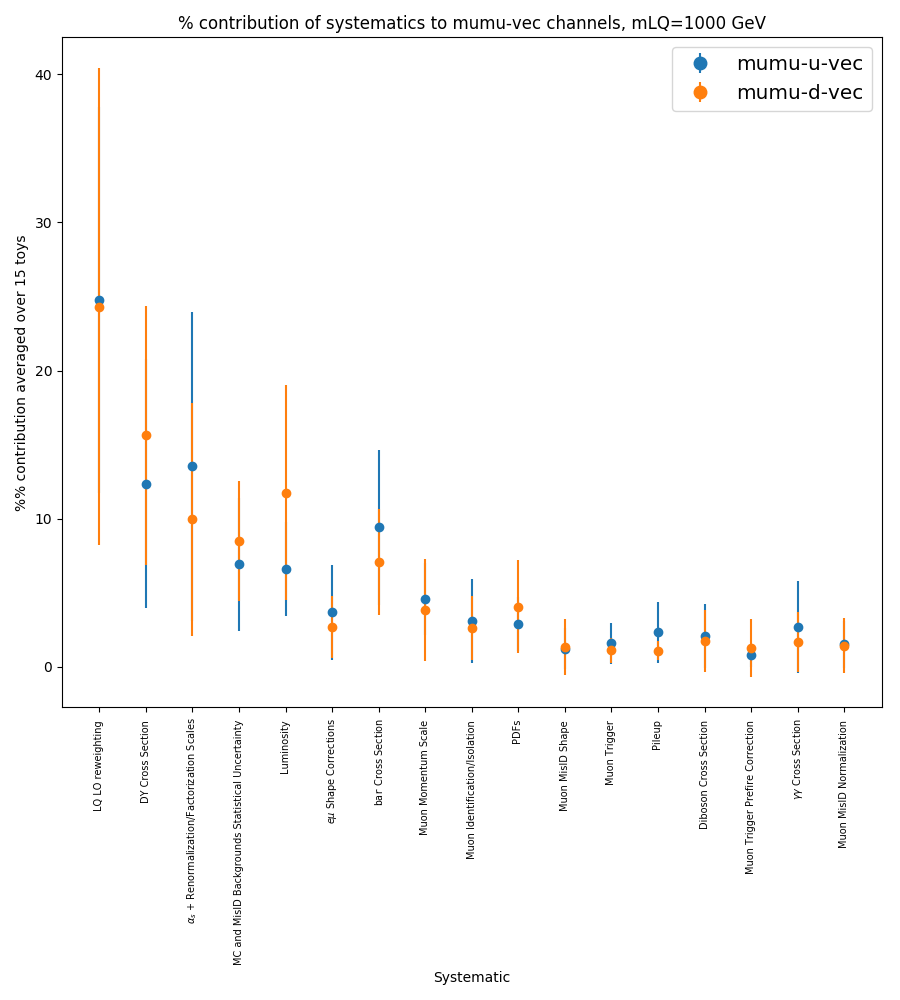 % contribution of systematics to mumu-vec channels, mLQ=1000 GeV
mumu-u-vec
mumu-d-vec
%% contribution averaged over 15 toys
40
30
20
10
0
LQ LO reweighting
DY Cross Section
αs + Renormalization/Factorization Scales
MC and MisID Backgrounds Statistical Uncertainty
Luminosity
eμ Shape Corrections
bar Cross Section
Muon Momentum Scale
Muon Identification/Isolation
PDFs
Muon MisID Shape
Muon Trigger
Pileup
Diboson Cross Section
Muon Trigger Prefire Correction
γγ Cross Section
Muon MisID Normalization
Systematic